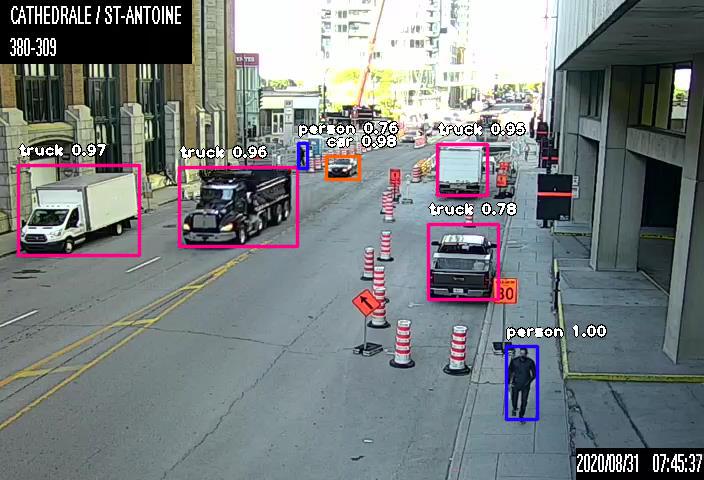 CATHEDRALE / ST-ANTOINE
380-309
person 0.76
truck 0.95
car 0.98
truck 0.97
truck 0.96
truck 0.78
30
person 1.00
2020/08/31 07:45:37